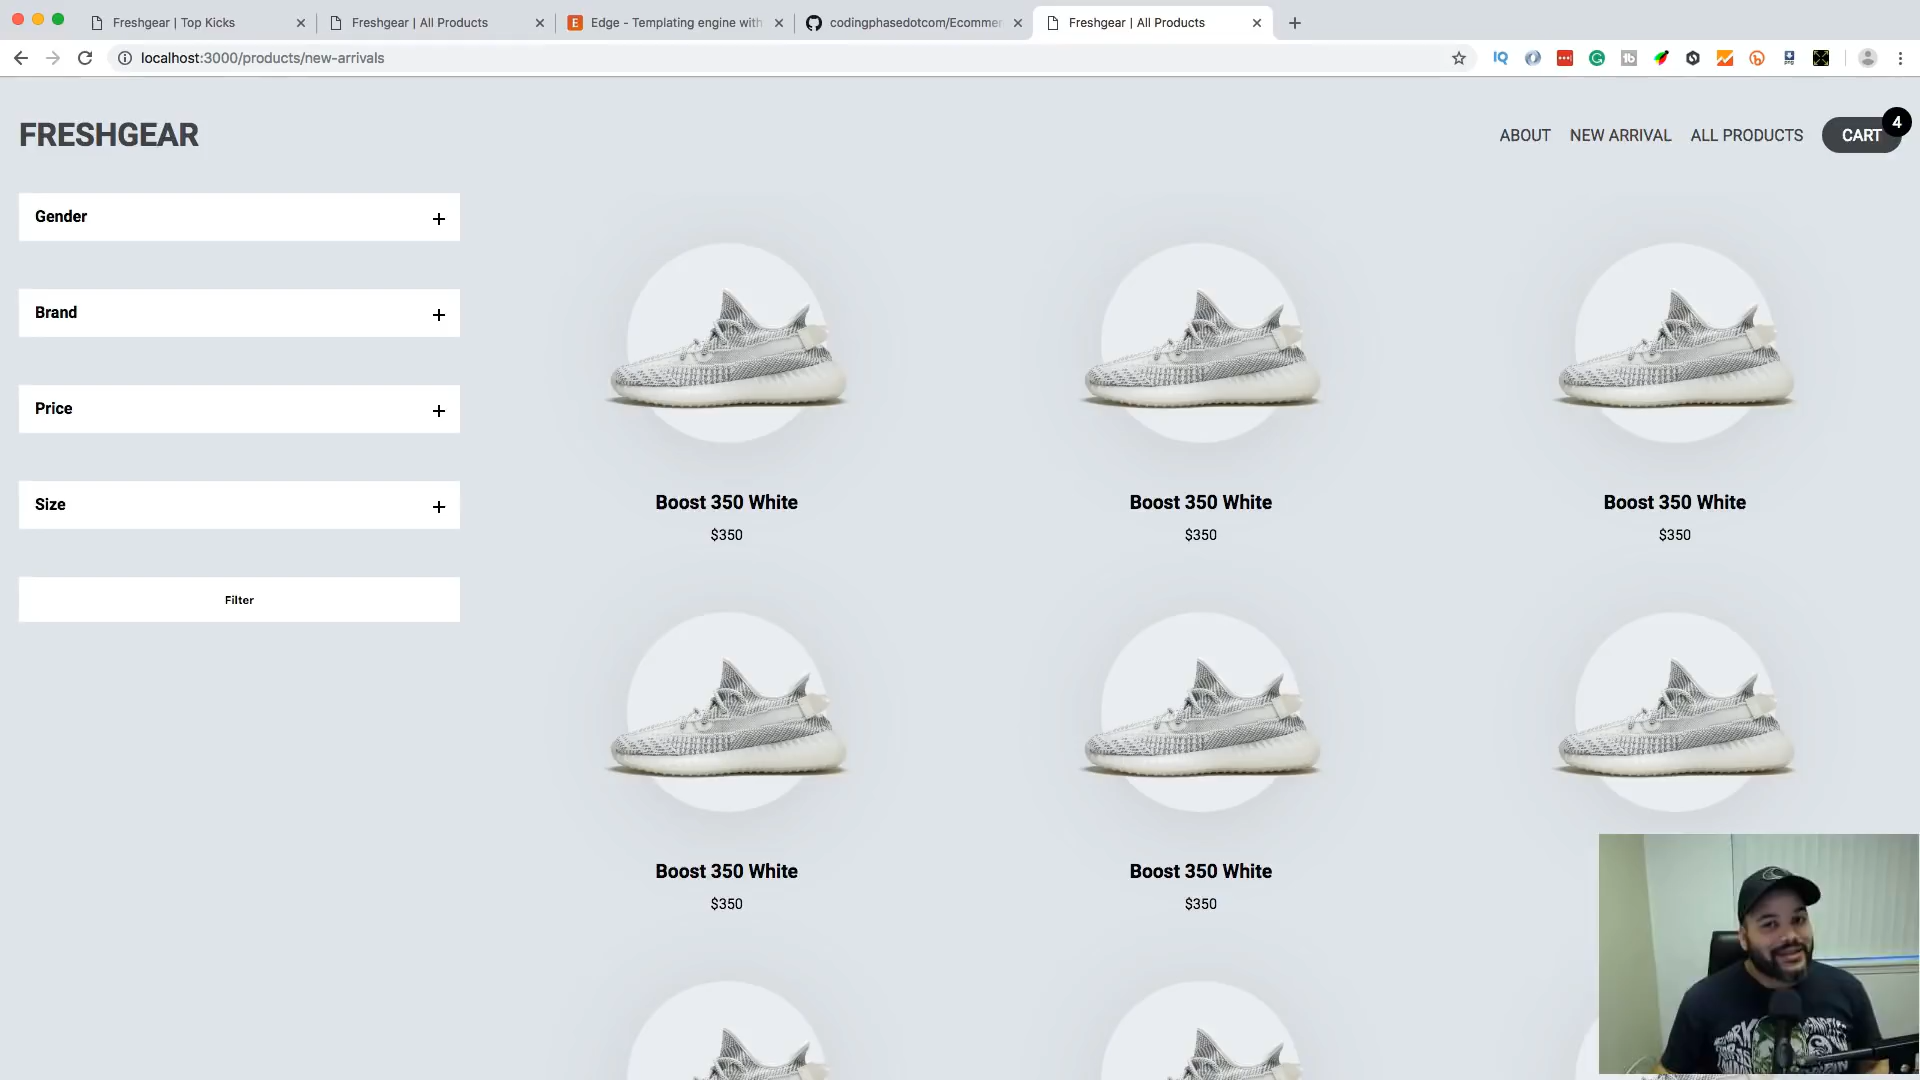 Freshgear | Top Kicks
Freshgear | All Products
Edge - Templating engine with
codingphasedotcom/Ecommer
Freshgear | All Products
localhost:3000/products/new-arrivals
FRESHGEAR
ABOUT
NEW ARRIVAL
ALL PRODUCTS
CART
4
Gender
Brand
Price
Size
Filter
Boost 350 White
$350
Boost 350 White
$350
Boost 350 White
$350
Boost 350 White
$350
Boost 350 White
$350